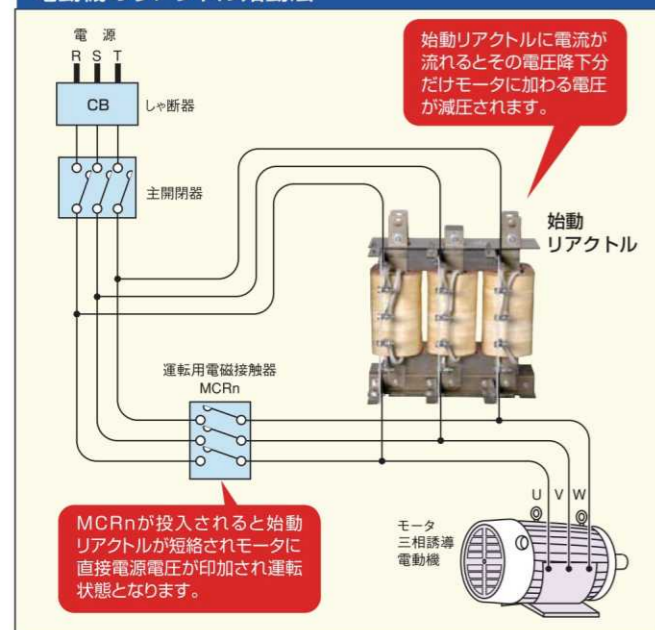 電 源
R S T
CB
しゃ断器
主開閉器
始動リアクトルに電流が
流れるとその電圧降下分
だけモータに加わる電圧
が減圧されます。
始動
リアクトル
運転用電磁接触器
MCRn
MCRnが投入されると始動
リアクトルが短絡されモータに
直接電源電圧が印加され運転
状態となります。
U V W
モータ
三相誘導
電動機